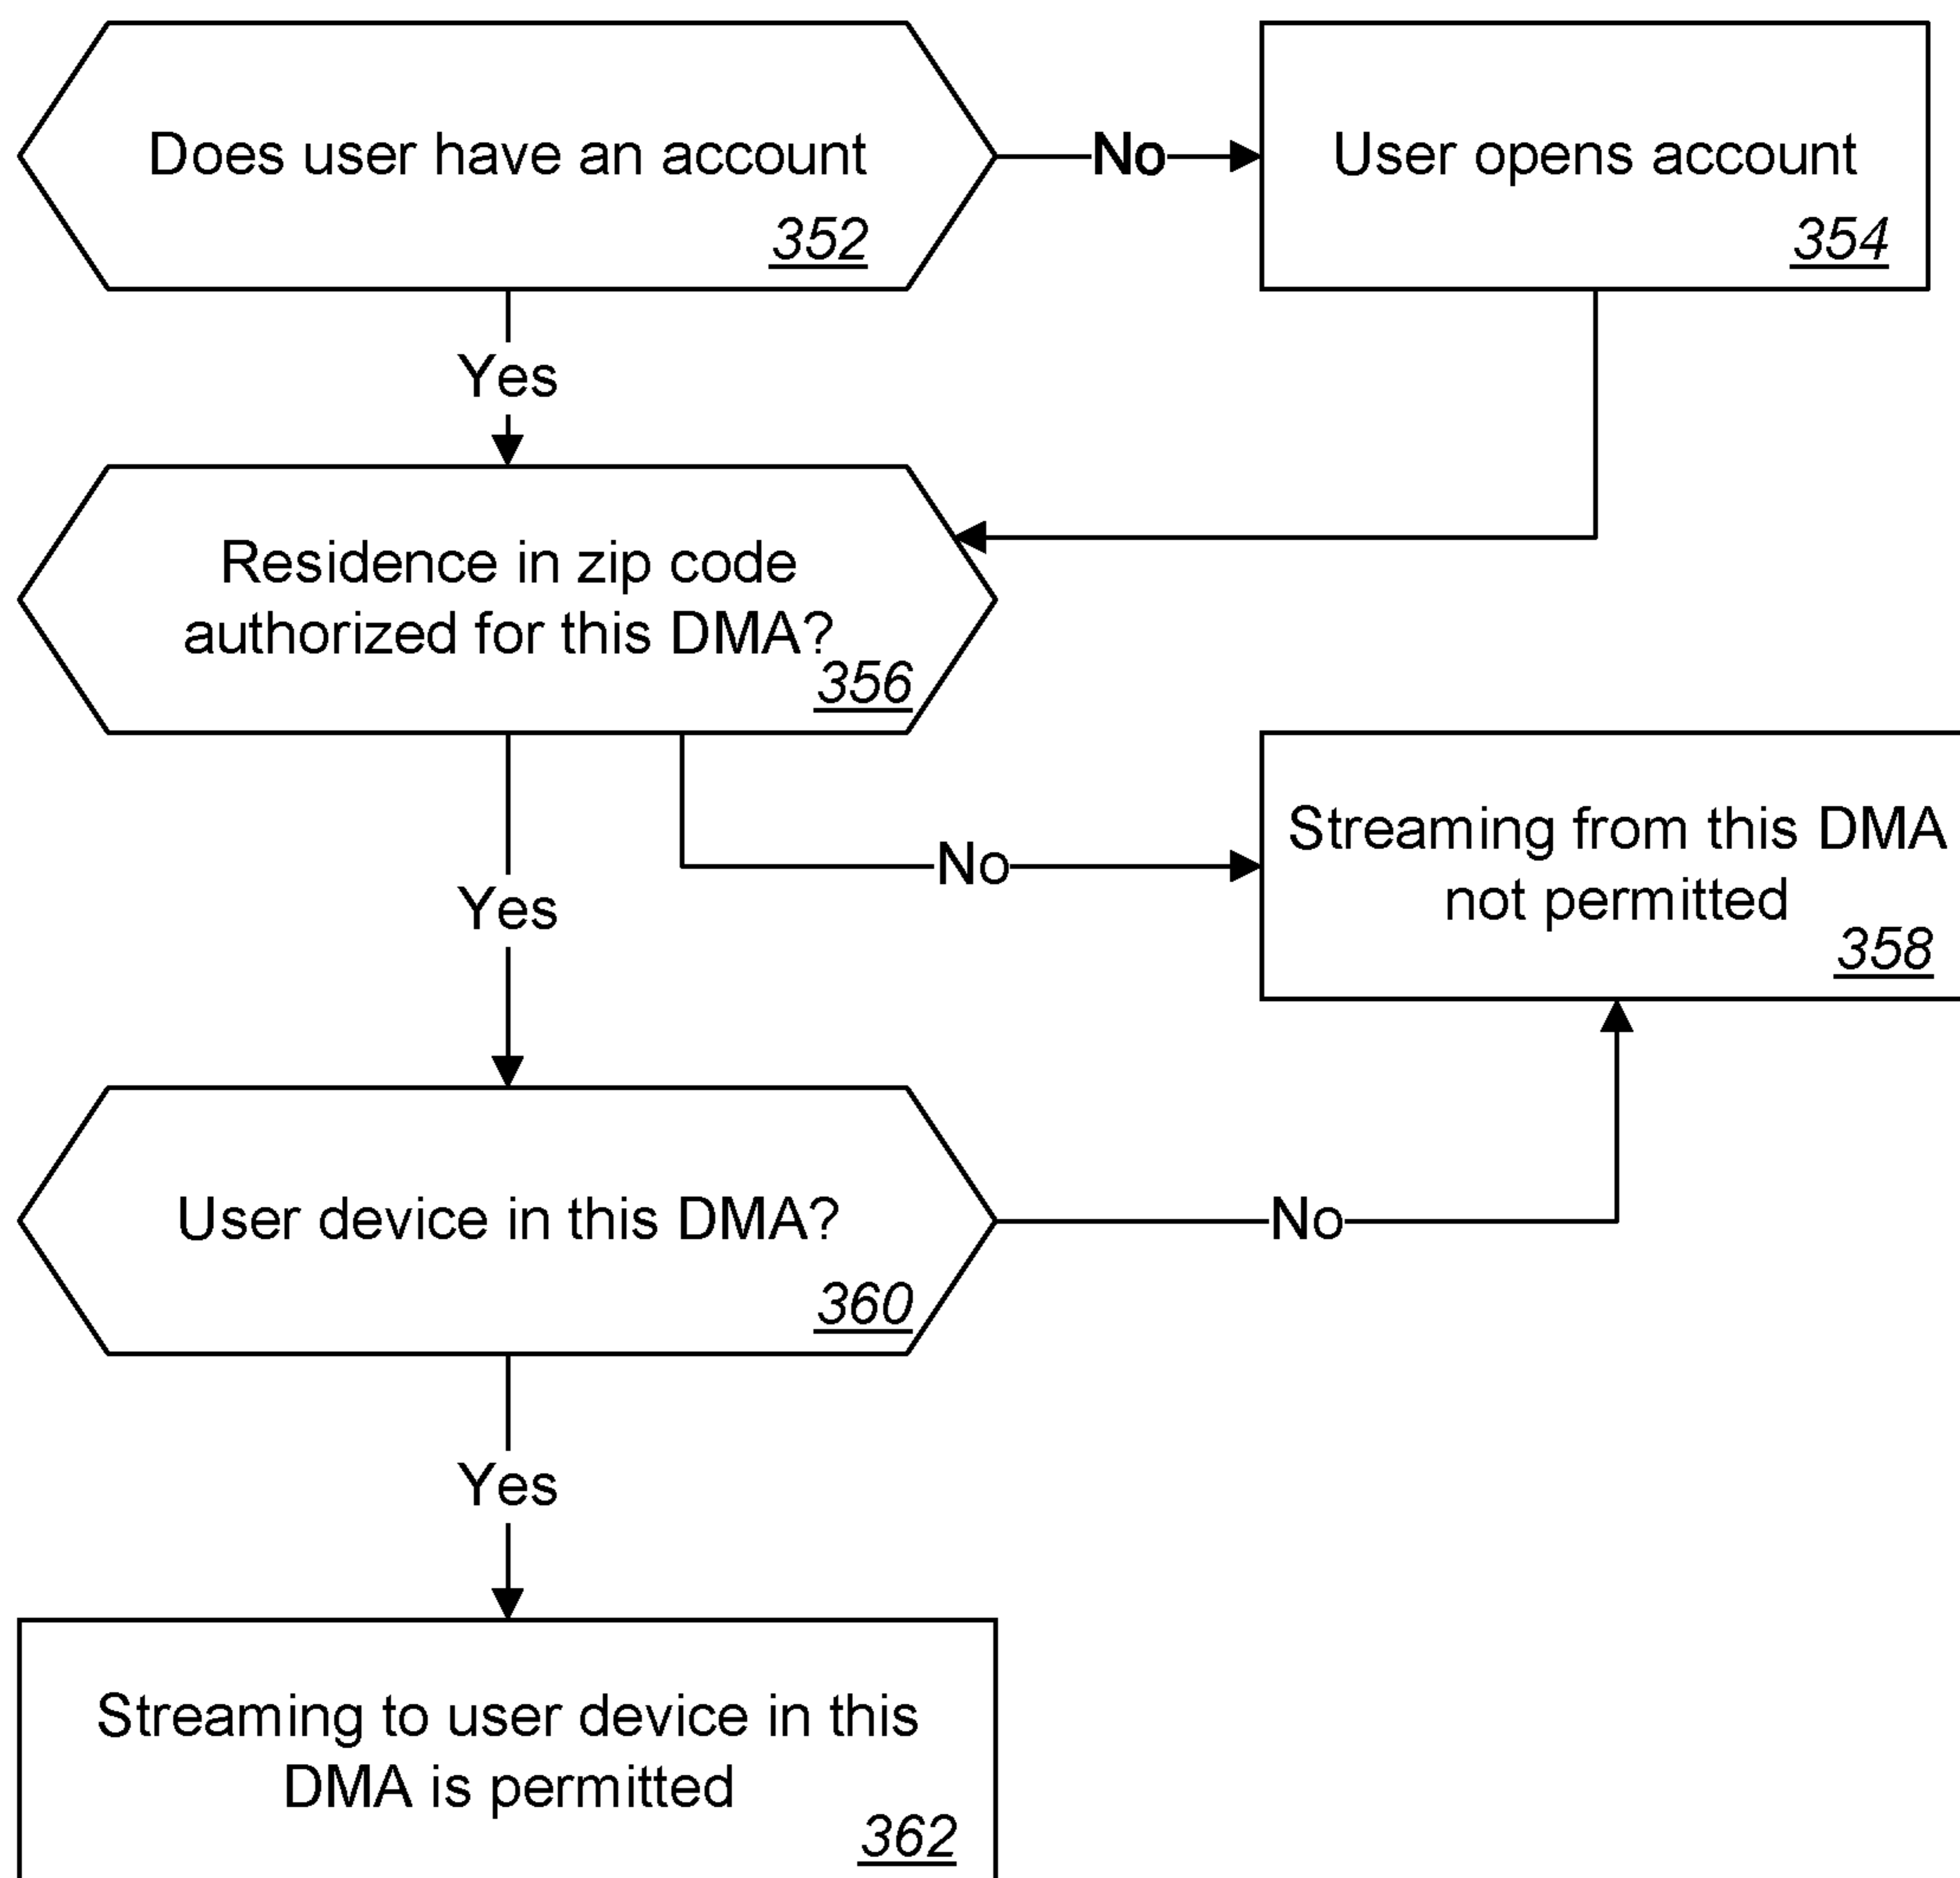 Does user have an account
352
No
User opens account
354
Yes
Residence in zip code
authorized for this DMA?
356
Streaming from this DMA
not permitted
358
No
Yes
User device in this DMA?
360
No
Yes
Streaming to user device in this
DMA is permitted
362